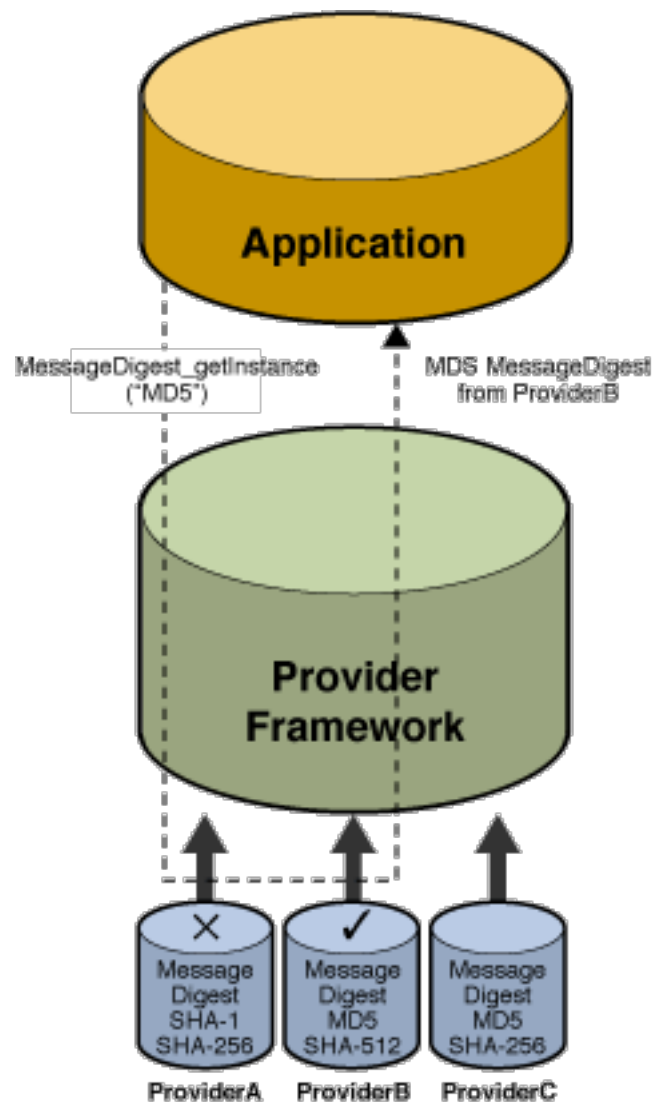 Application
MessageDigest_getInstance
("MD5")
MDS MessageDigest
from ProviderB
Provider
Framework
Message
Digest
SHA-1
SHA-256
ProviderA
Message
Digest
MD5
SHA-512
ProviderB
Message
Digest
MD5
SHA-256
ProviderC